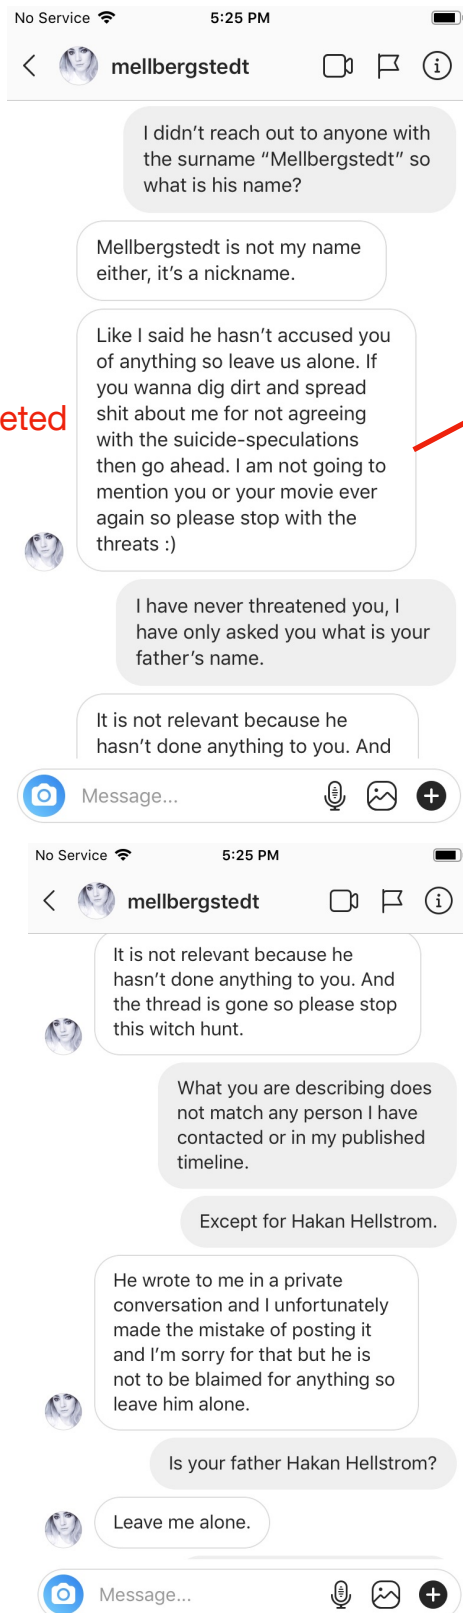 No Service 5:25 PM
mellbergstedt
I didn't reach out to anyone with
the surname “Mellbergstedt” so
what is his name?
Mellbergstedt is not my name
either, it's a nickname.
Like I said he hasn't accused you
of anything so leave us alone. If
you wanna dig dirt and spread
eted
shit about me for not agreeing
with the suicide-speculations
then go ahead. I am not going to
mention you or your movie ever
again so please stop with the
threats :)
I have never threatened you, I
have only asked you what is your
father's name.
It is not relevant because he
hasn't done anything to you. And
Message...
No Service 5:25 PM
mellbergstedt
It is not relevant because he
hasn't done anything to you. And
the thread is gone so please stop
this witch hunt.
What you are describing does
not match any person I have
contacted or in my published
timeline.
Except for Hakan Hellstrom.
He wrote to me in a private
conversation and I unfortunately
made the mistake of posting it
and I'm sorry for that but he is
not to be blaimed for anything so
leave him alone.
Is your father Hakan Hellstrom?
Leave me alone.
Message...